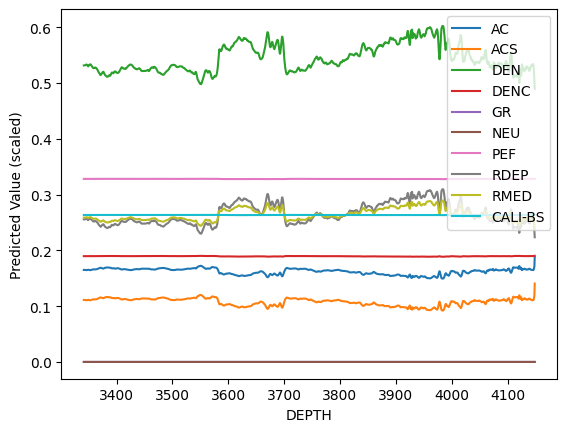 0.6
0.5
0.4
0.3
0.2
0.1
0.0
Predicted Value (scaled)
3400 3500 3600 3700 3800 3900 4000 4100
DEPTH
AC
ACS
DEN
DENC
GR
NEU
PEF
RDEP
RMED
CALI-BS